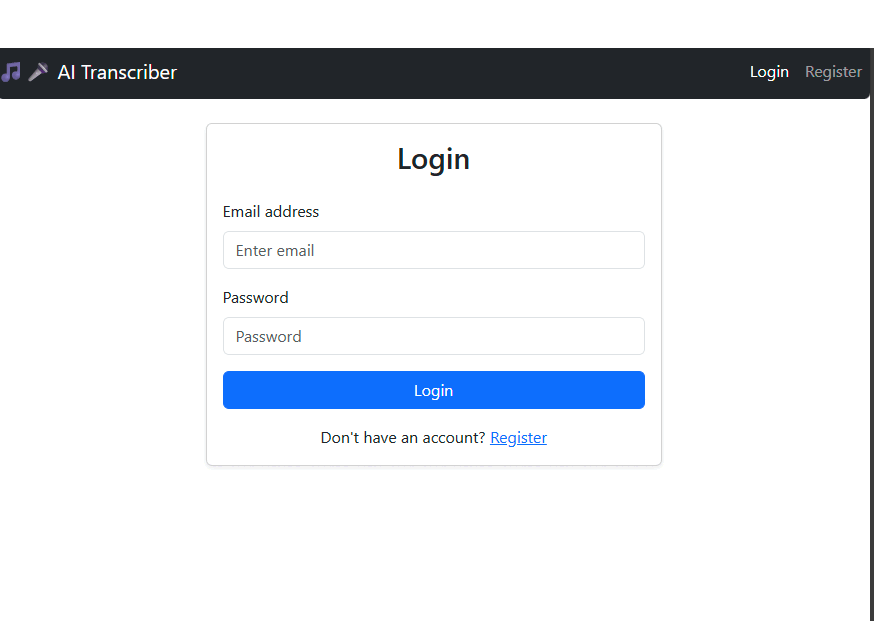 🎵 🎤 AI Transcriber Login Register
Login
Email address
Enter email
Password
Password
Login
Don't have an account? Register